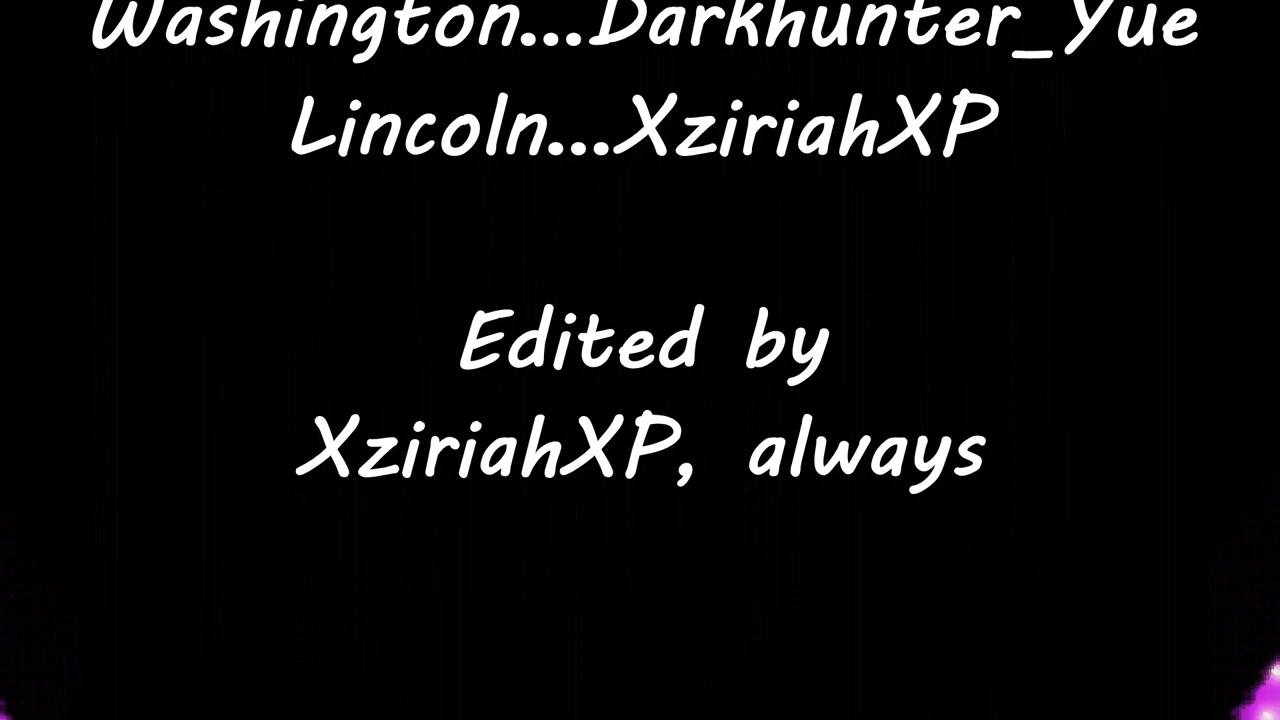 Washington...Darkhunter_Yue
Lincoln...XziriahXP
Edited by
XziriahXP, always